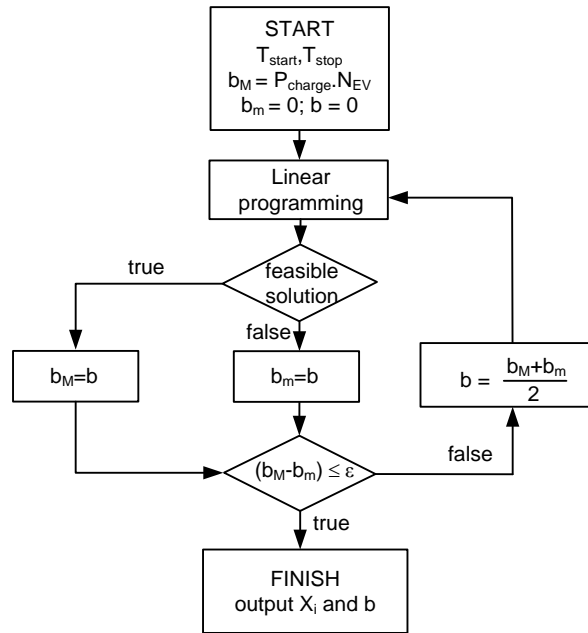 START
T_start,T_stop
b_M = P_charge.N_EV
b_m = 0; b = 0
Linear
programming
true
feasible
solution
false
b_M=b
b_m=b
b = b_M+b_m
2
(b_M-b_m) ≤ ε
false
true
FINISH
output X_i and b